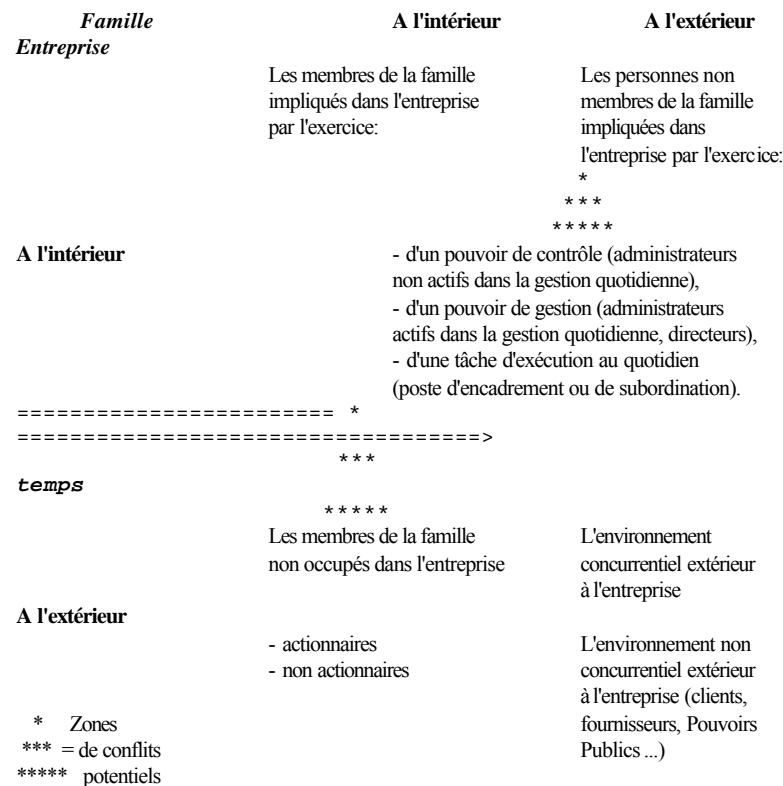 Famille A l'intérieur A l'extérieur
Entreprise
Les membres de la famille Les personnes non
impliqués dans l'entreprise membres de la famille
par l'exercice: impliquées dans
l'entreprise par l'exercice:
*
***
*****
A l'intérieur - d'un pouvoir de contrôle (administrateurs
non actifs dans la gestion quotidienne),
- d'un pouvoir de gestion (administrateurs
actifs dans la gestion quotidienne, directeurs),
- d'une tâche d'exécution au quotidien
(poste d'encadrement ou de subordination).
======================== *
===================================>
***
temps
*****
Les membres de la famille L'environnement
non occupés dans l'entreprise concurrentiel extérieur
à l'entreprise
A l'extérieur
- actionnaires L'environnement non
- non actionnaires concurrentiel extérieur
à l'entreprise (clients,
* Zones fournisseurs, Pouvoirs
*** = de conflits Publics ...)
***** potentiels